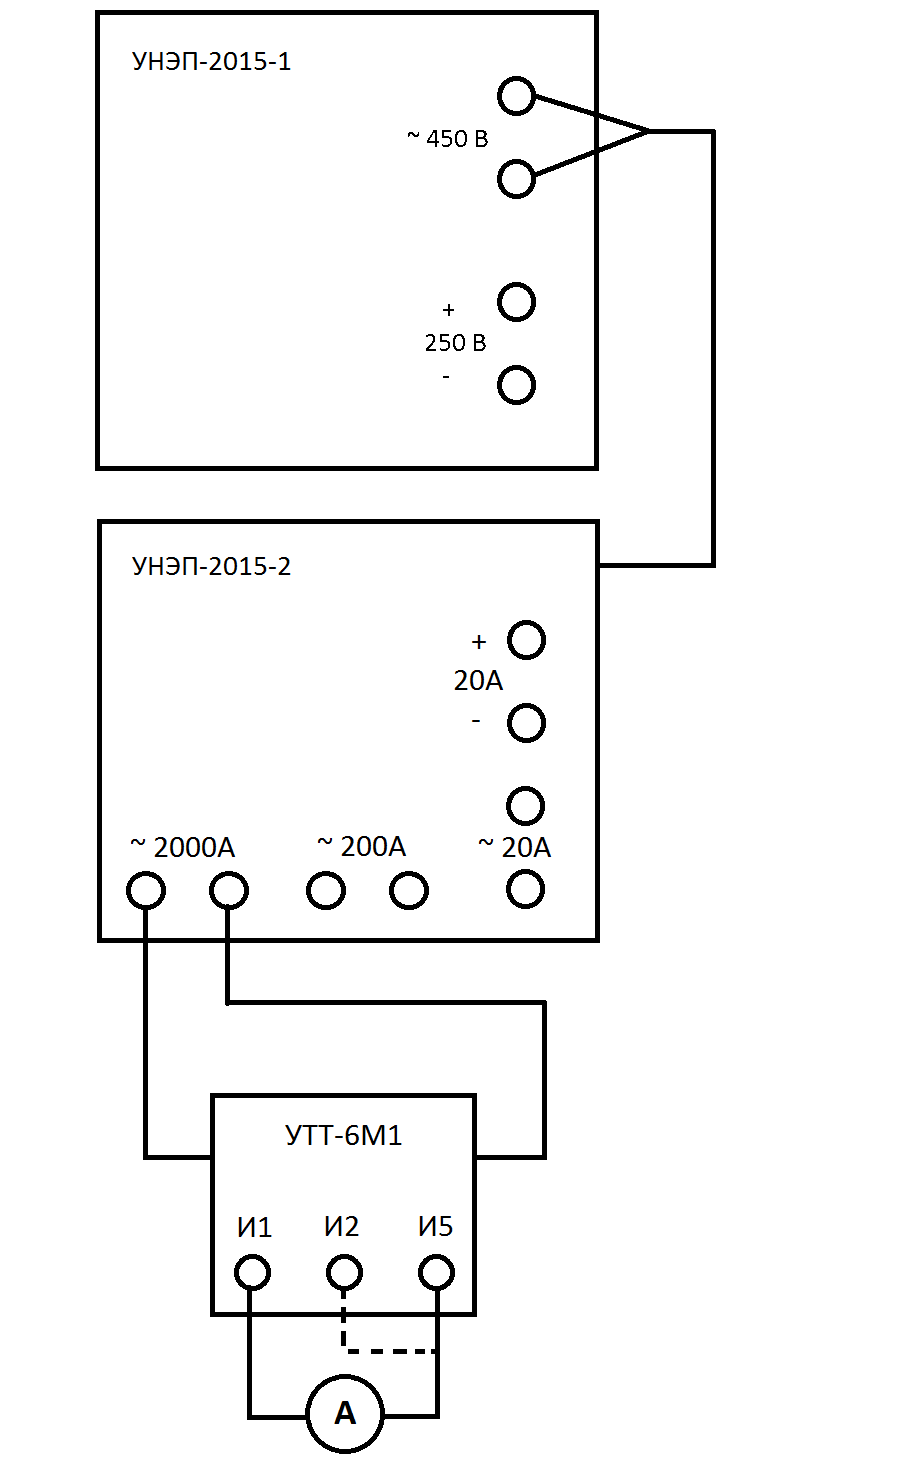 УНЭП-2015-1
~ 450 В
+
250 В
-
УНЭП-2015-2
+
20А
-
~ 2000А ~ 200А ~ 20А
УТТ-6М1
И1 И2 И5
А